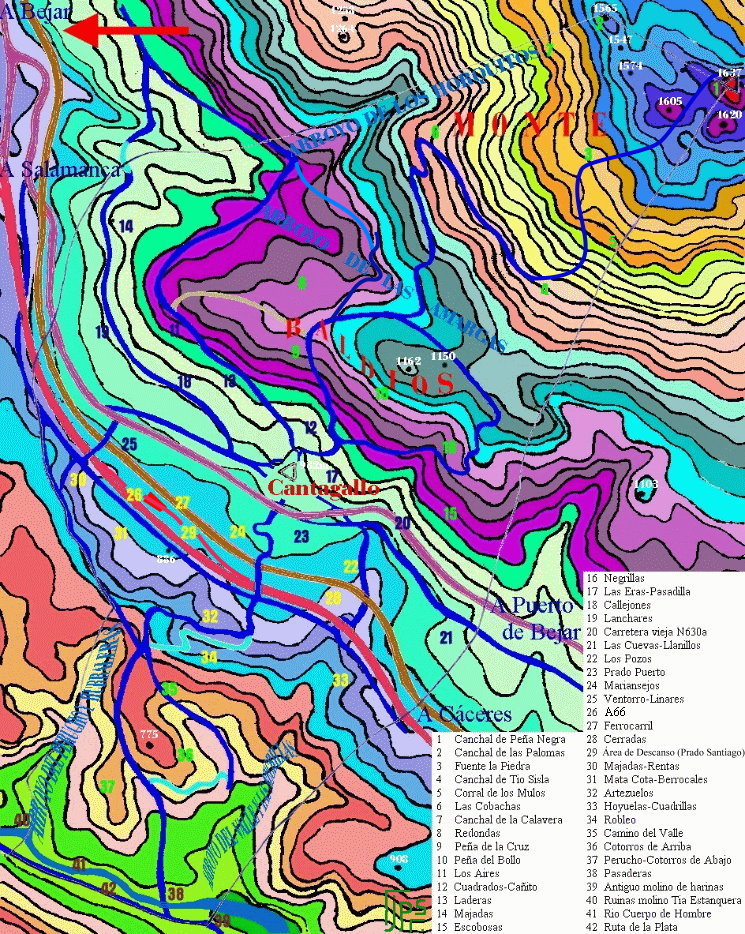 A Bejar
1565
1547
1574
1637
1
1605
1620
ARROYO DE LOS HORQUITOS
MONTE
6
A Salamanca
14
3
5
4
ARROYO DE LAS AMARGAS
BALDIOS
11
9
1162
1150
10
19
18
13
12
17
Cantagallo
25
30
26
27
24
29
31
886
23
20
22
28
15
1103
21
A Puerto
de Bejar
32
34
33
35
A Cáceres
775
36
37
40
41
42
38
39
908
1 Canchal de Peña Negra
2 Canchal de las Palomas
3 Fuente la Piedra
4 Canchal de Tio Sisla
5 Corral de los Mulos
6 Las Cobachas
7 Canchal de la Calavera
8 Redondas
9 Peña de la Cruz
10 Peña del Bollo
11 Los Aires
12 Cuadrados-Cañito
13 Laderas
14 Majadas
15 Escobosas
16 Negrillas
17 Las Eras-Pasadilla
18 Callejones
19 Lanchares
20 Carretera vieja N630a
21 Las Cuevas-Llanillos
22 Los Pozos
23 Prado Puerto
24 Mariansejos
25 Ventorro-Linares
26 A66
27 Ferrocarril
28 Cerradas
29 Área de Descanso (Prado Santiago)
30 Majadas-Rentas
31 Mata Cota-Berrocales
32 Artezuelos
33 Hoyuelas-Cuadrillas
34 Robleo
35 Camino del Valle
36 Cotorros de Arriba
37 Perucho-Cotorros de Abajo
38 Pasaderas
39 Antiguo molino de harinas
40 Ruinas molino Tia Estanquera
41 Rio Cuerpo de Hombre
42 Ruta de la Plata